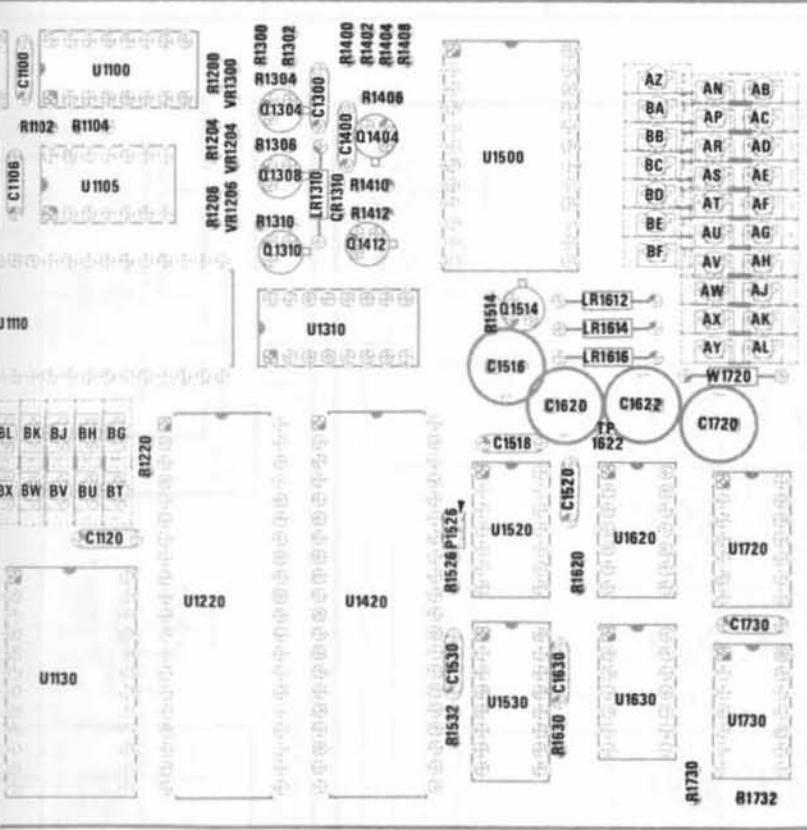 R1300
R1302
R1400
R1402
R1404
R1408
C1100
U1100
R1200
VR1300
R1304
C1300
Q1304
R1406
C1400
Q1404
AZ
AN
AB
BA
AP
AC
R1102
R1104
R1204
VR1204
R1306
BB
AR
AD
C1106
U1105
Q1308
LR1310
CR1310
R1410
U1500
BC
AS
AE
BD
AT
AF
R1206
VR1206
R1310
R1412
BE
AU
AG
Q1310
Q1412
BF
AV
AH
AW
AJ
U1110
U1310
R1514
Q1514
LR1612
LR1614
AX
AK
LR1616
AY
AL
C1516
W1720
C1620
C1622
C1720
TP
1622
BL
BK
BJ
BH
BG
R1220
C1518
BX
BW
BV
BU
BT
C1520
C1120
P1526
R1526
U1520
R1620
U1620
U1720
U1220
U1420
C1730
U1130
C1530
R1532
U1530
C1630
R1630
U1630
U1730
R1730
R1732